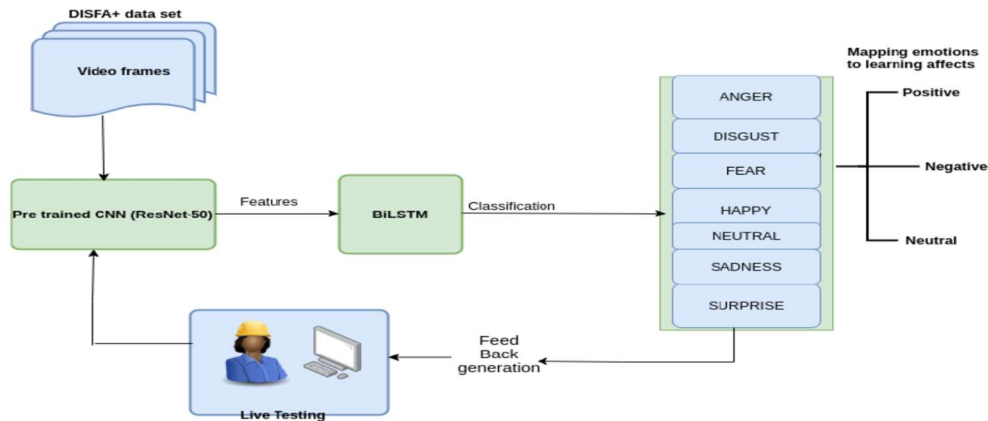 DISFA+ data set
Video frames
Pre trained CNN (ResNet-50)
Features
BiLSTM
Classification
ANGER
DISGUST
FEAR
HAPPY
NEUTRAL
SADNESS
SURPRISE
Mapping emotions
to learning affects
Positive
Negative
Neutral
Feed
Back
generation
Live Testing